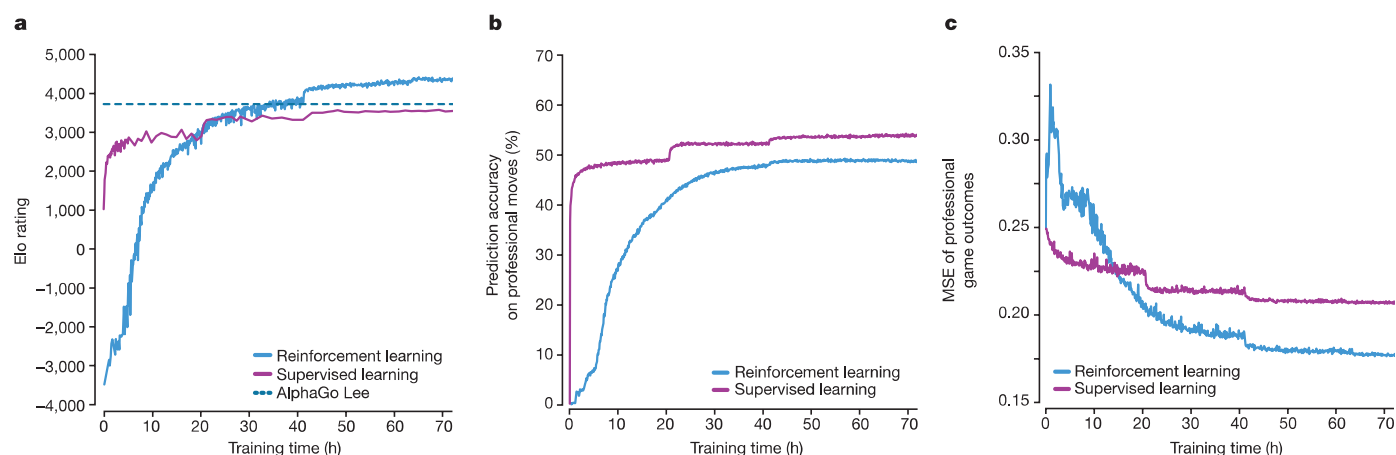 a
5,000
4,000
3,000
2,000
1,000
0
−1,000
−2,000
−3,000
−4,000
Elo rating
0
10
20
30
40
50
60
70
Training time (h)
Reinforcement learning
Supervised learning
AlphaGo Lee
b
70
60
50
40
30
20
10
0
Prediction accuracy
on professional moves (%)
0
10
20
30
40
50
60
70
Training time (h)
Reinforcement learning
Supervised learning
c
0.35
0.30
0.25
0.20
0.15
MSE of professional
game outcomes
0
10
20
30
40
50
60
70
Training time (h)
Reinforcement learning
Supervised learning